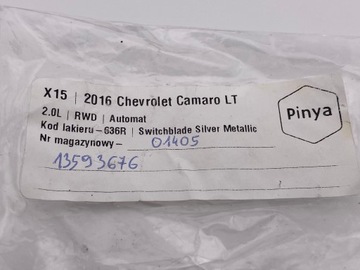 X15 | 2016 Chevrolet Camaro LT
2.0L | RWD | Automat
Kod lakieru - G36R | Switchblade Silver Metallic
Nr magazynowy - 01405
13593676
Pinya